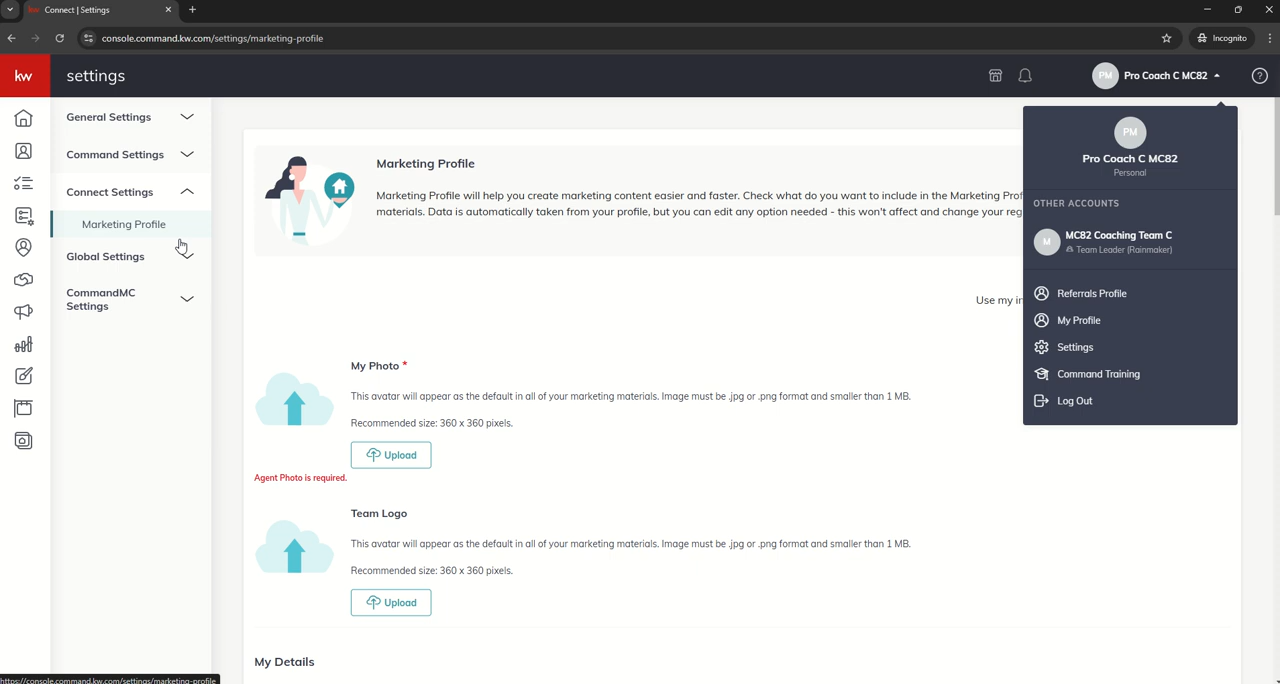 Connect | Settings
console.command.kw.com/settings/marketing-profile
Incognito
kw
settings
PM
Pro Coach C MC82
General Settings
Command Settings
Connect Settings
Marketing Profile
Global Settings
CommandMC
Settings
Marketing Profile
Marketing Profile will help you create marketing content easier and faster. Check what do you want to include in the Marketing Prof
materials. Data is automatically taken from your profile, but you can edit any option needed - this won't affect and change your reg
Use my in
My Photo *
This avatar will appear as the default in all of your marketing materials. Image must be .jpg or .png format and smaller than 1 MB.
Recommended size: 360 x 360 pixels.
Upload
Agent Photo is required.
Team Logo
This avatar will appear as the default in all of your marketing materials. Image must be .jpg or .png format and smaller than 1 MB.
Recommended size: 360 x 360 pixels.
Upload
My Details
PM
Pro Coach C MC82
Personal
OTHER ACCOUNTS
M
MC82 Coaching Team C
Team Leader (Rainmaker)
Referrals Profile
My Profile
Settings
Command Training
Log Out
https://console.command.kw.com/settings/marketing-profile